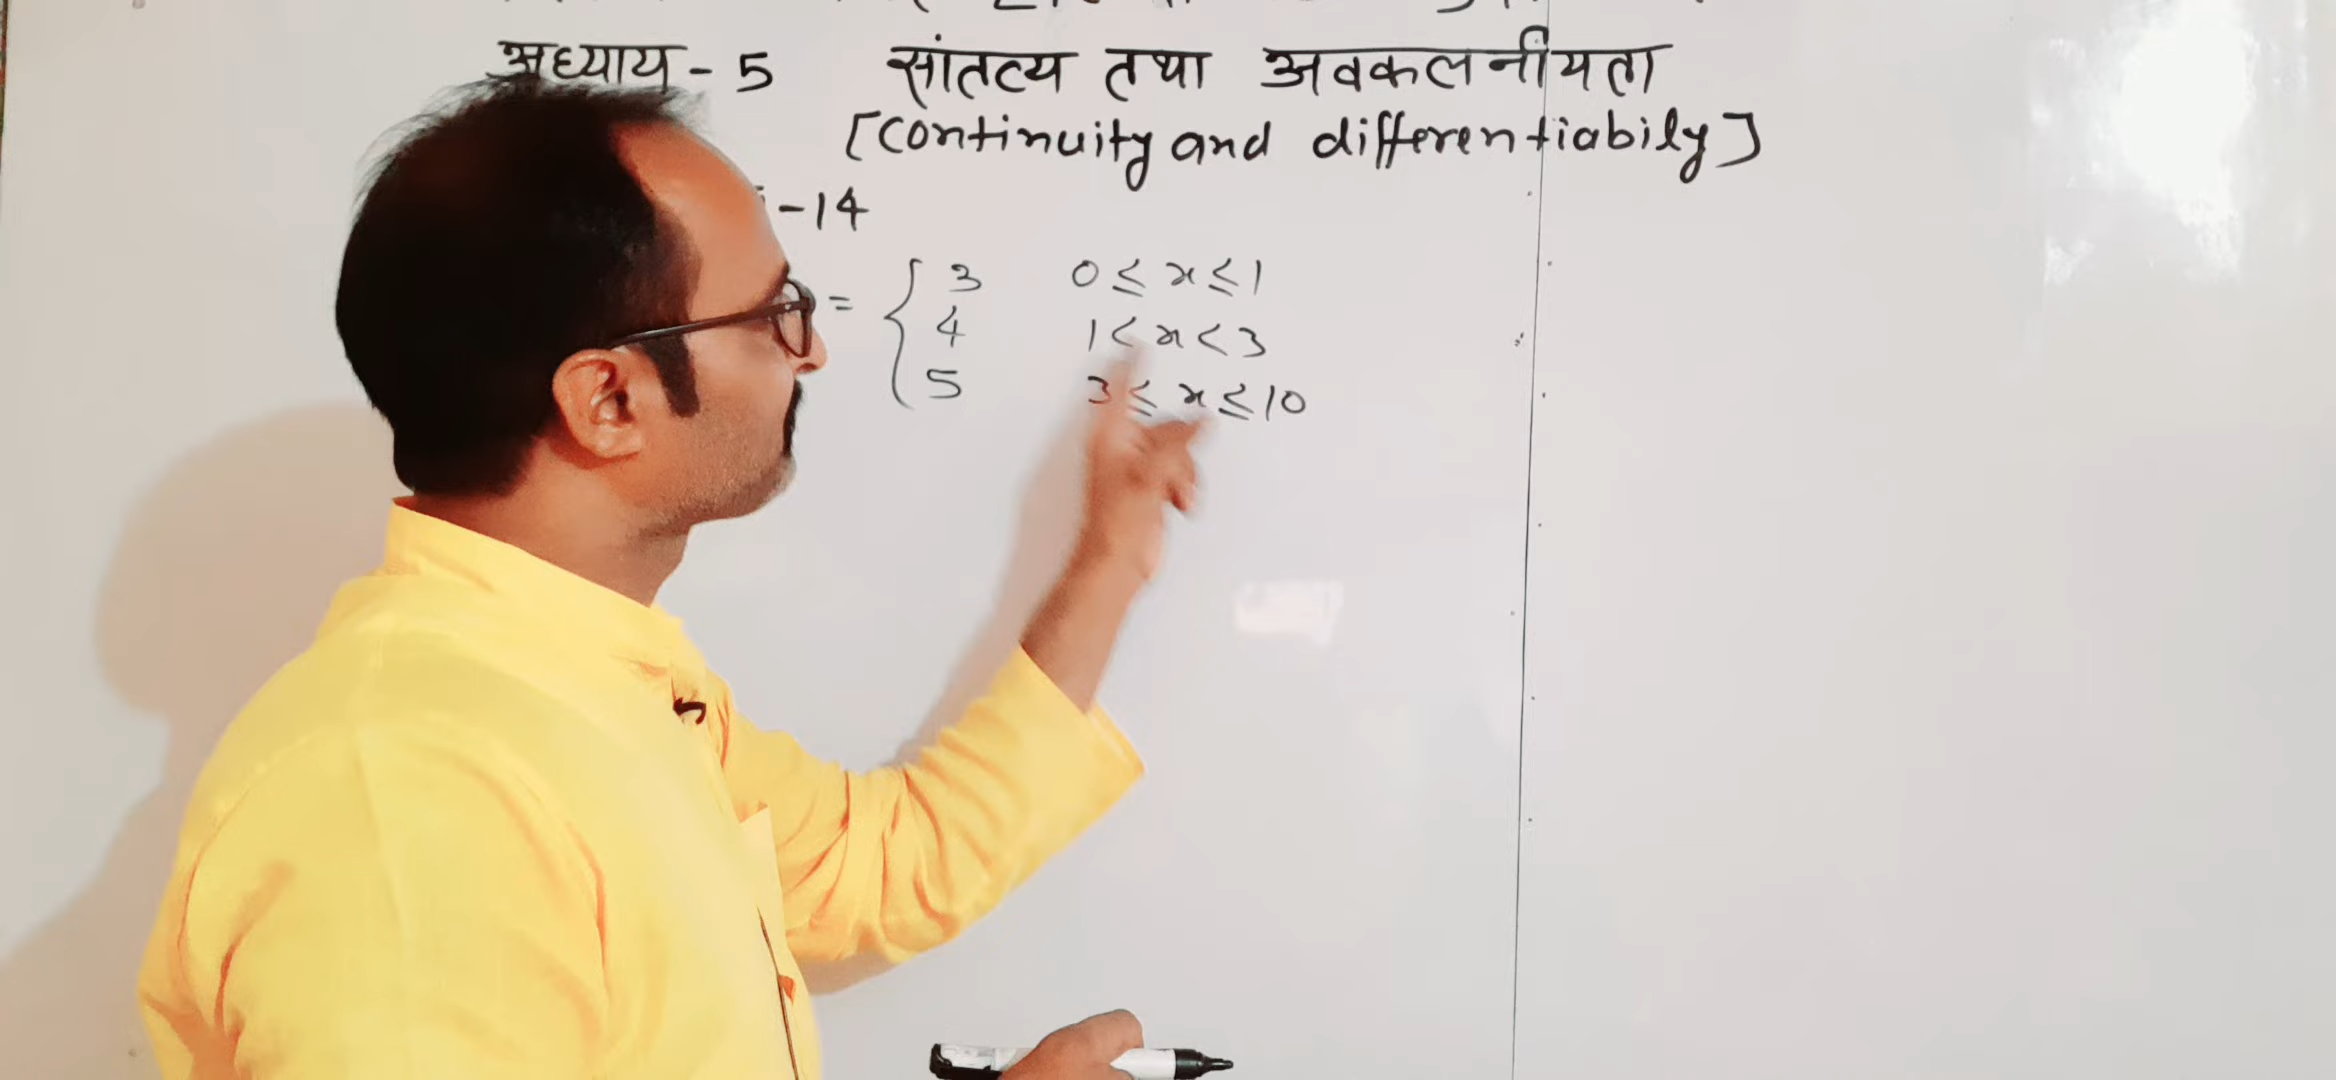 अध्याय - 5 सांतत्य तथा अवकलनीयता
[Continuity and differentiabily]
-14
= { 3 0 ≤ x ≤ 1
4 1 < x < 3
5 3 ≤ x ≤ 10